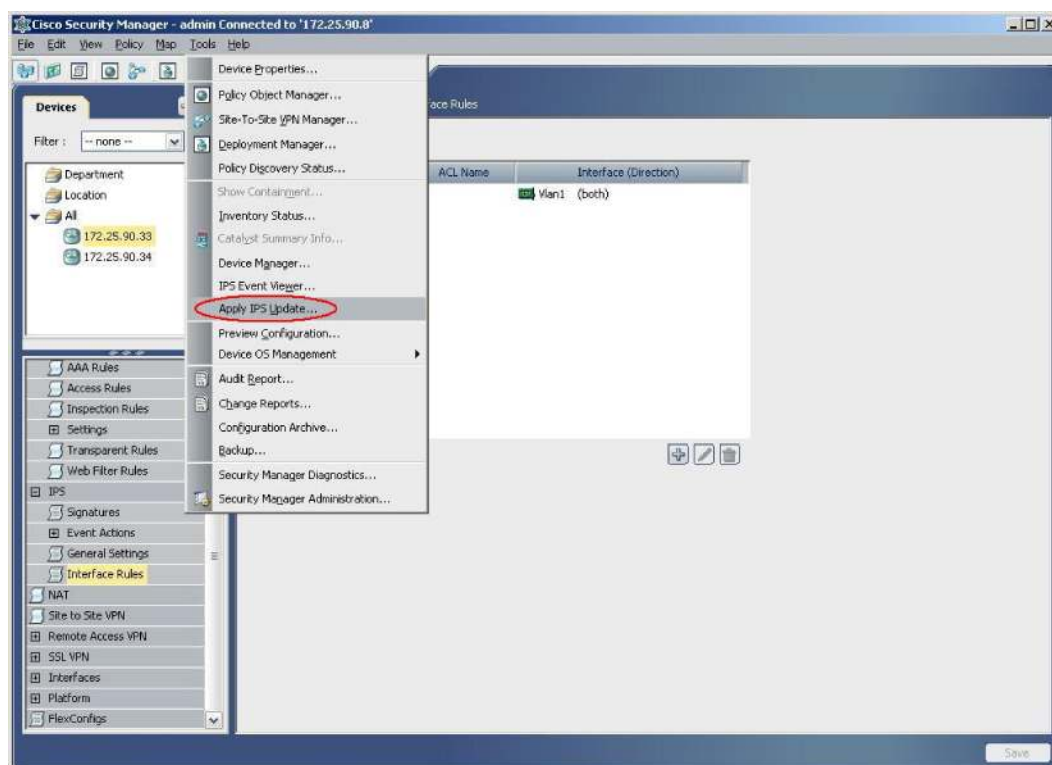 Cisco Security Manager - admin Connected to '172.25.90.8'
File Edit View Policy Map Tools Help
Devices
Filter : -- none --
Department
Location
All
172.25.90.33
172.25.90.34
AAA Rules
Access Rules
Inspection Rules
Settings
Transparent Rules
Web Filter Rules
IPS
Signatures
Event Actions
General Settings
Interface Rules
NAT
Site to Site VPN
Remote Access VPN
SSL VPN
Interfaces
Platform
FlexConfigs
Device Properties...
Policy Object Manager...
Site-To-Site VPN Manager...
Deployment Manager...
Policy Discovery Status...
Show Containment...
Inventory Status...
Catalyst Summary Info...
Device Manager...
IPS Event Viewer...
Apply IPS Update...
Preview Configuration...
Device OS Management
Audit Report...
Change Reports...
Configuration Archive...
Backup...
Security Manager Diagnostics...
Security Manager Administration...
ace Rules
ACL Name Interface (Direction)
Vlan1 (both)
Save